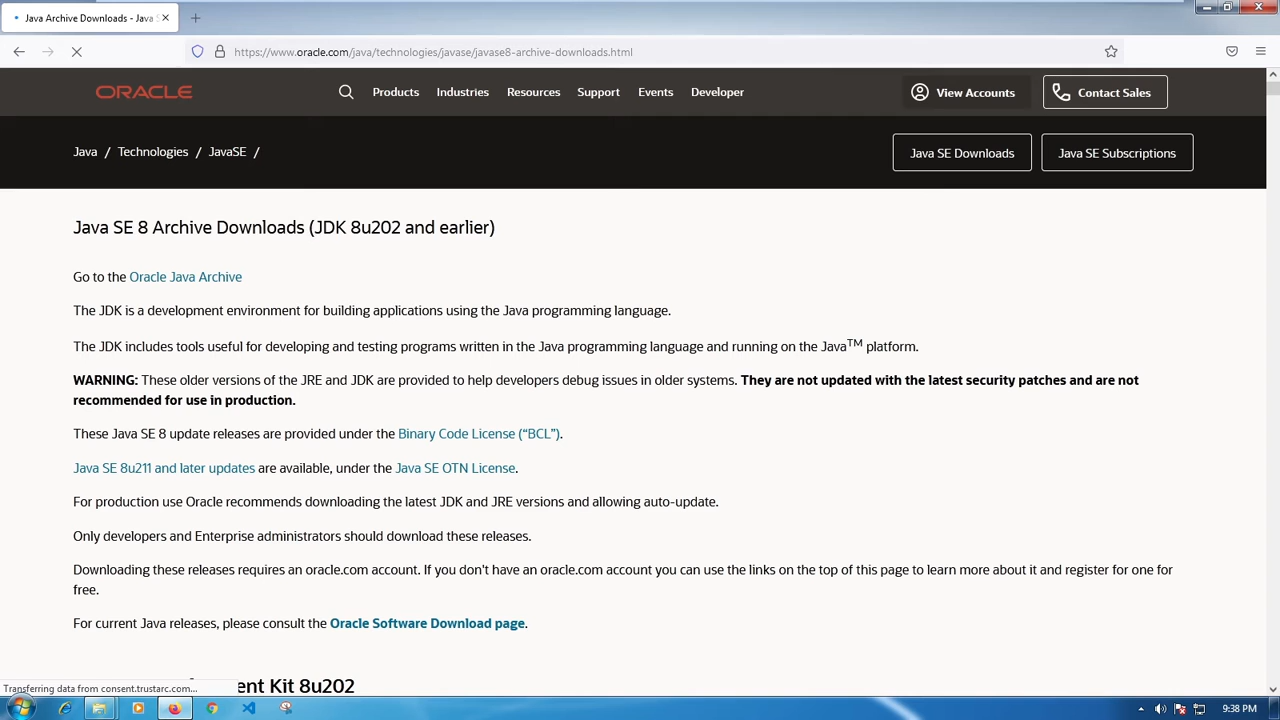 Java Archive Downloads - Java S
https://www.oracle.com/java/technologies/javase/javase8-archive-downloads.html
ORACLE
Products
Industries
Resources
Support
Events
Developer
View Accounts
Contact Sales
Java / Technologies / JavaSE /
Java SE Downloads
Java SE Subscriptions
Java SE 8 Archive Downloads (JDK 8u202 and earlier)
Go to the Oracle Java Archive
The JDK is a development environment for building applications using the Java programming language.
The JDK includes tools useful for developing and testing programs written in the Java programming language and running on the Java™ platform.
WARNING: These older versions of the JRE and JDK are provided to help developers debug issues in older systems. They are not updated with the latest security patches and are not
recommended for use in production.
These Java SE 8 update releases are provided under the Binary Code License (“BCL”).
Java SE 8u211 and later updates are available, under the Java SE OTN License.
For production use Oracle recommends downloading the latest JDK and JRE versions and allowing auto-update.
Only developers and Enterprise administrators should download these releases.
Downloading these releases requires an oracle.com account. If you don't have an oracle.com account you can use the links on the top of this page to learn more about it and register for one for
free.
For current Java releases, please consult the Oracle Software Download page.
ent Kit 8u202
Transferring data from consent.trustarc.com...
9:38 PM